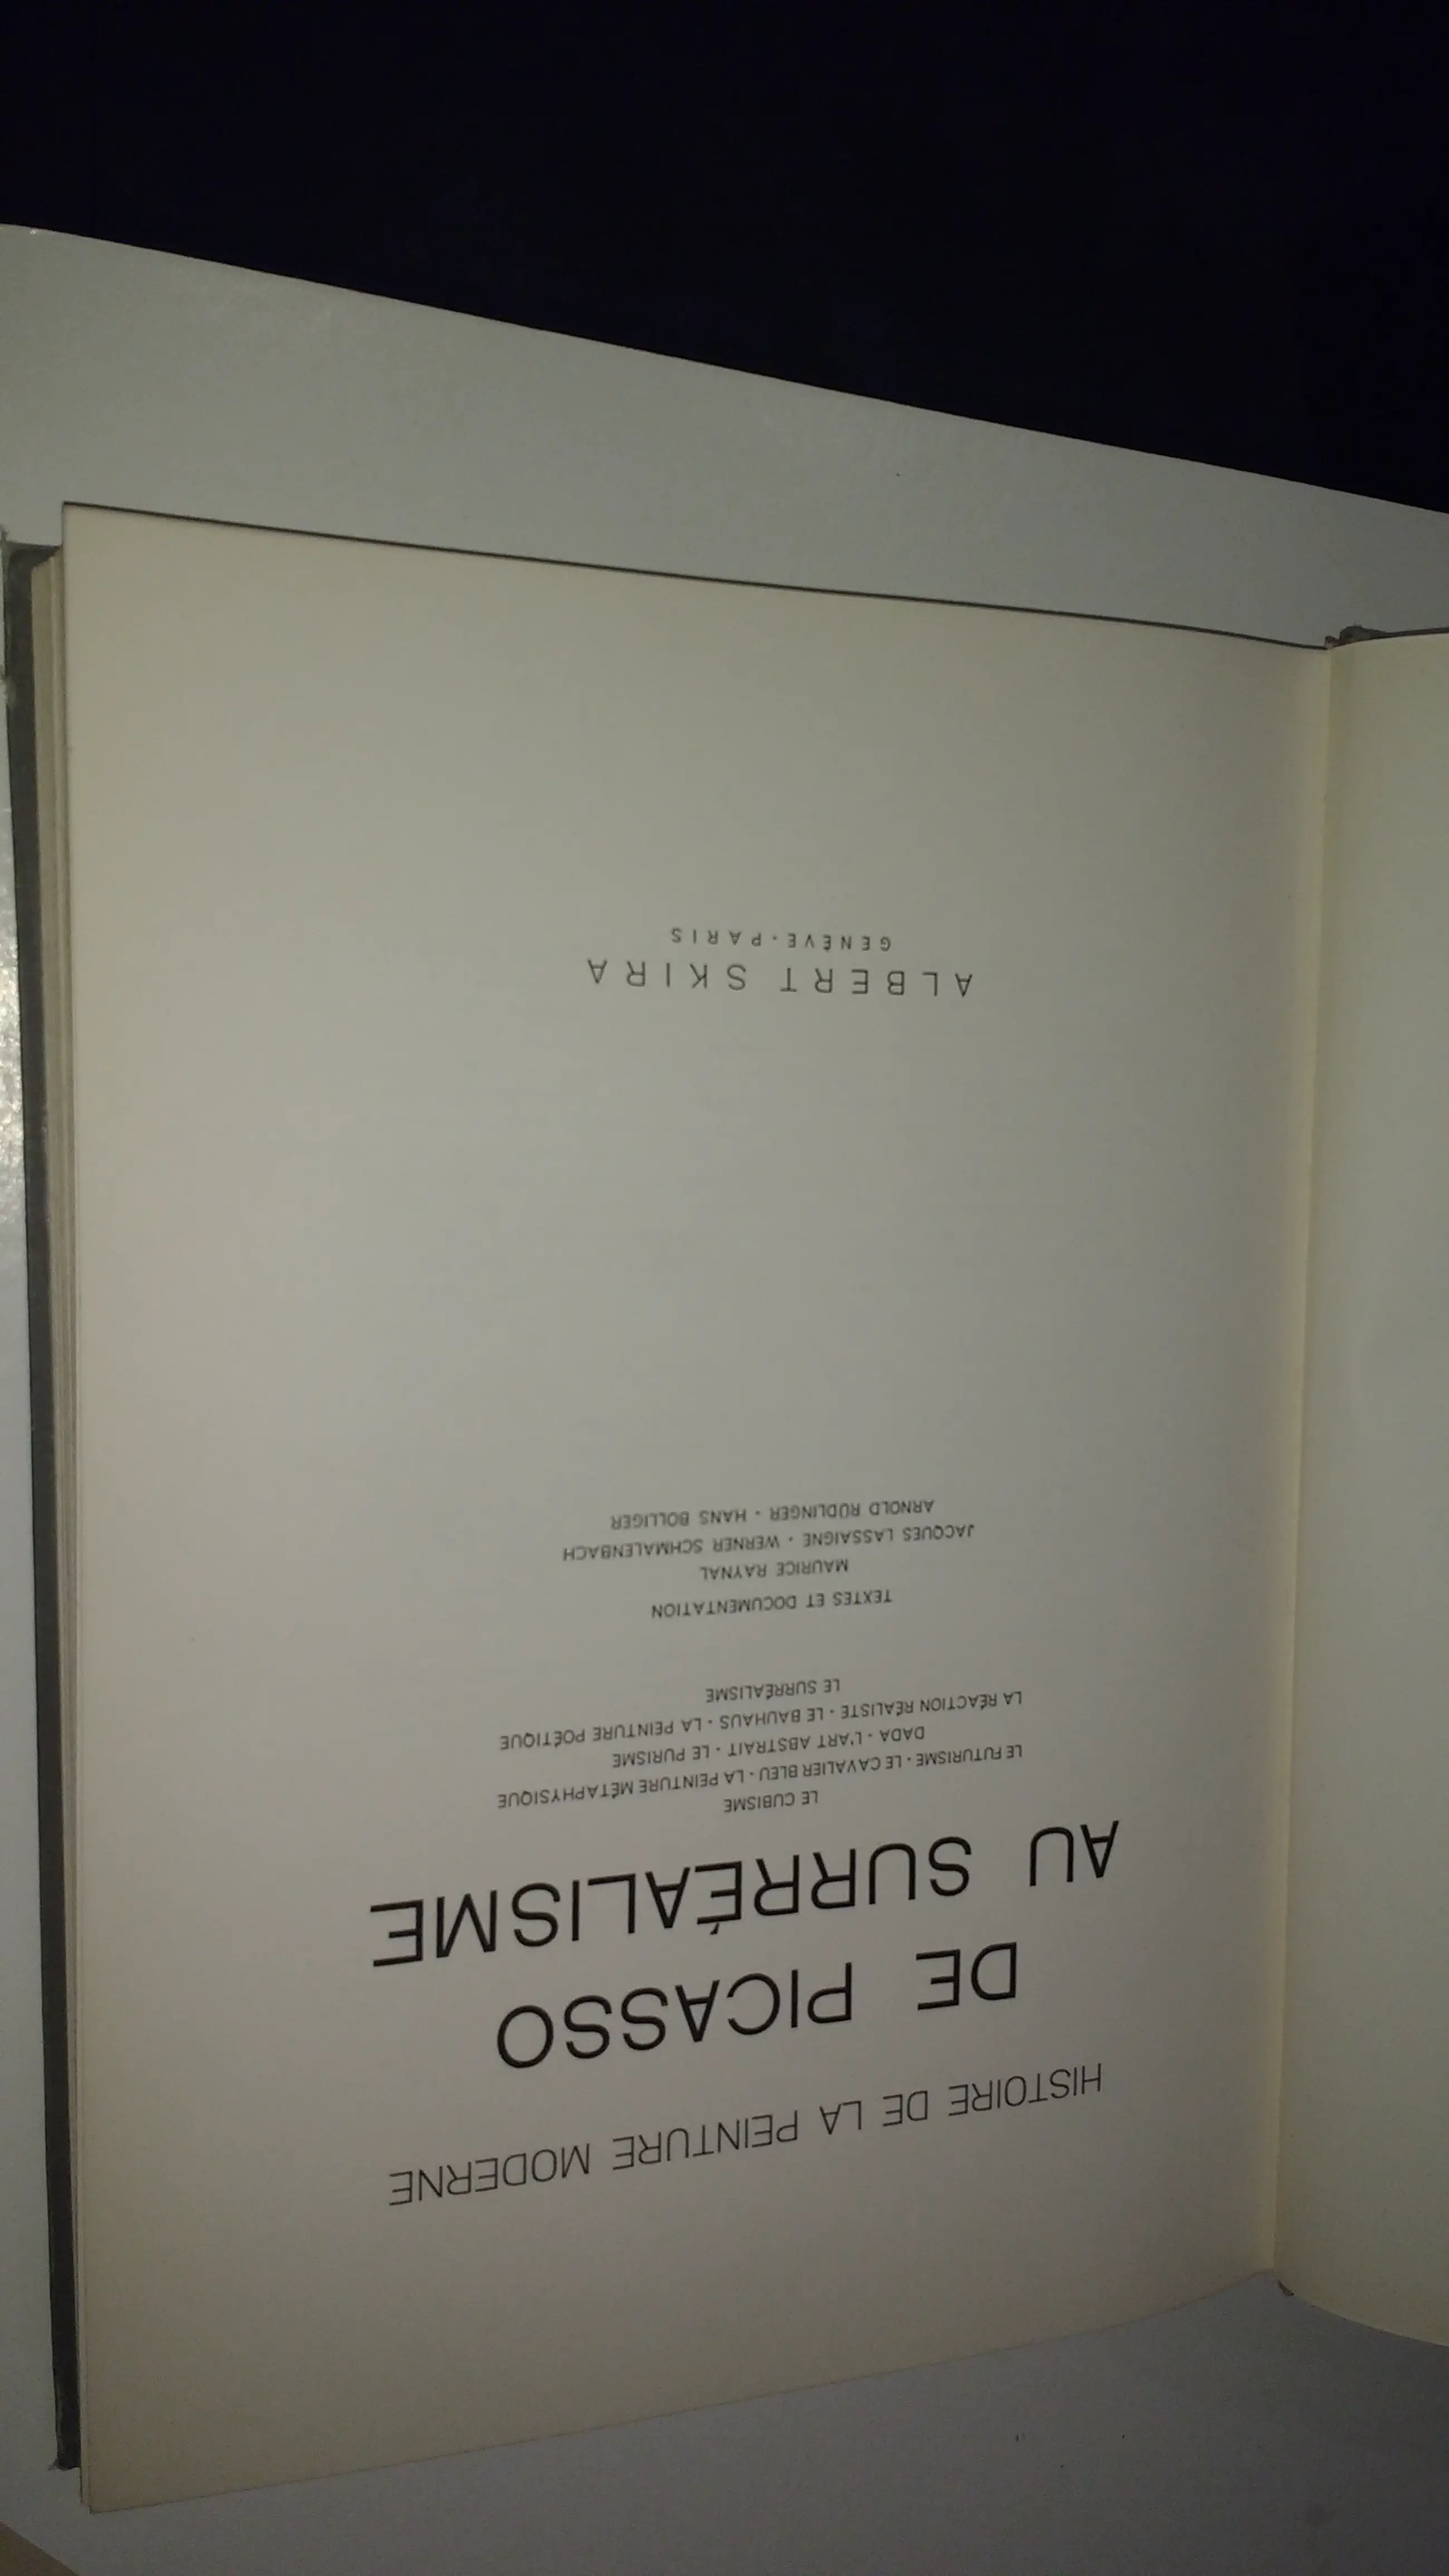 HISTOIRE DE LA PEINTURE MODERNE
DE PICASSO
AU SURRÉALISME
LE CUBISME
LE FUTURISME - LE CAVALIER BLEU - LA PEINTURE MÉTAPHYSIQUE
DADA - L'ART ABSTRAIT - LE PURISME
LA RÉACTION RÉALISTE - LE BAUHAUS - LA PEINTURE POÉTIQUE
LE SURRÉALISME
TEXTES ET DOCUMENTATION
MAURICE RAYNAL
JACQUES LASSAIGNE - WERNER SCHMALENBACH
ARNOLD RÜDLINGER - HANS BOLLIGER
ALBERT SKIRA
GENÈVE-PARIS